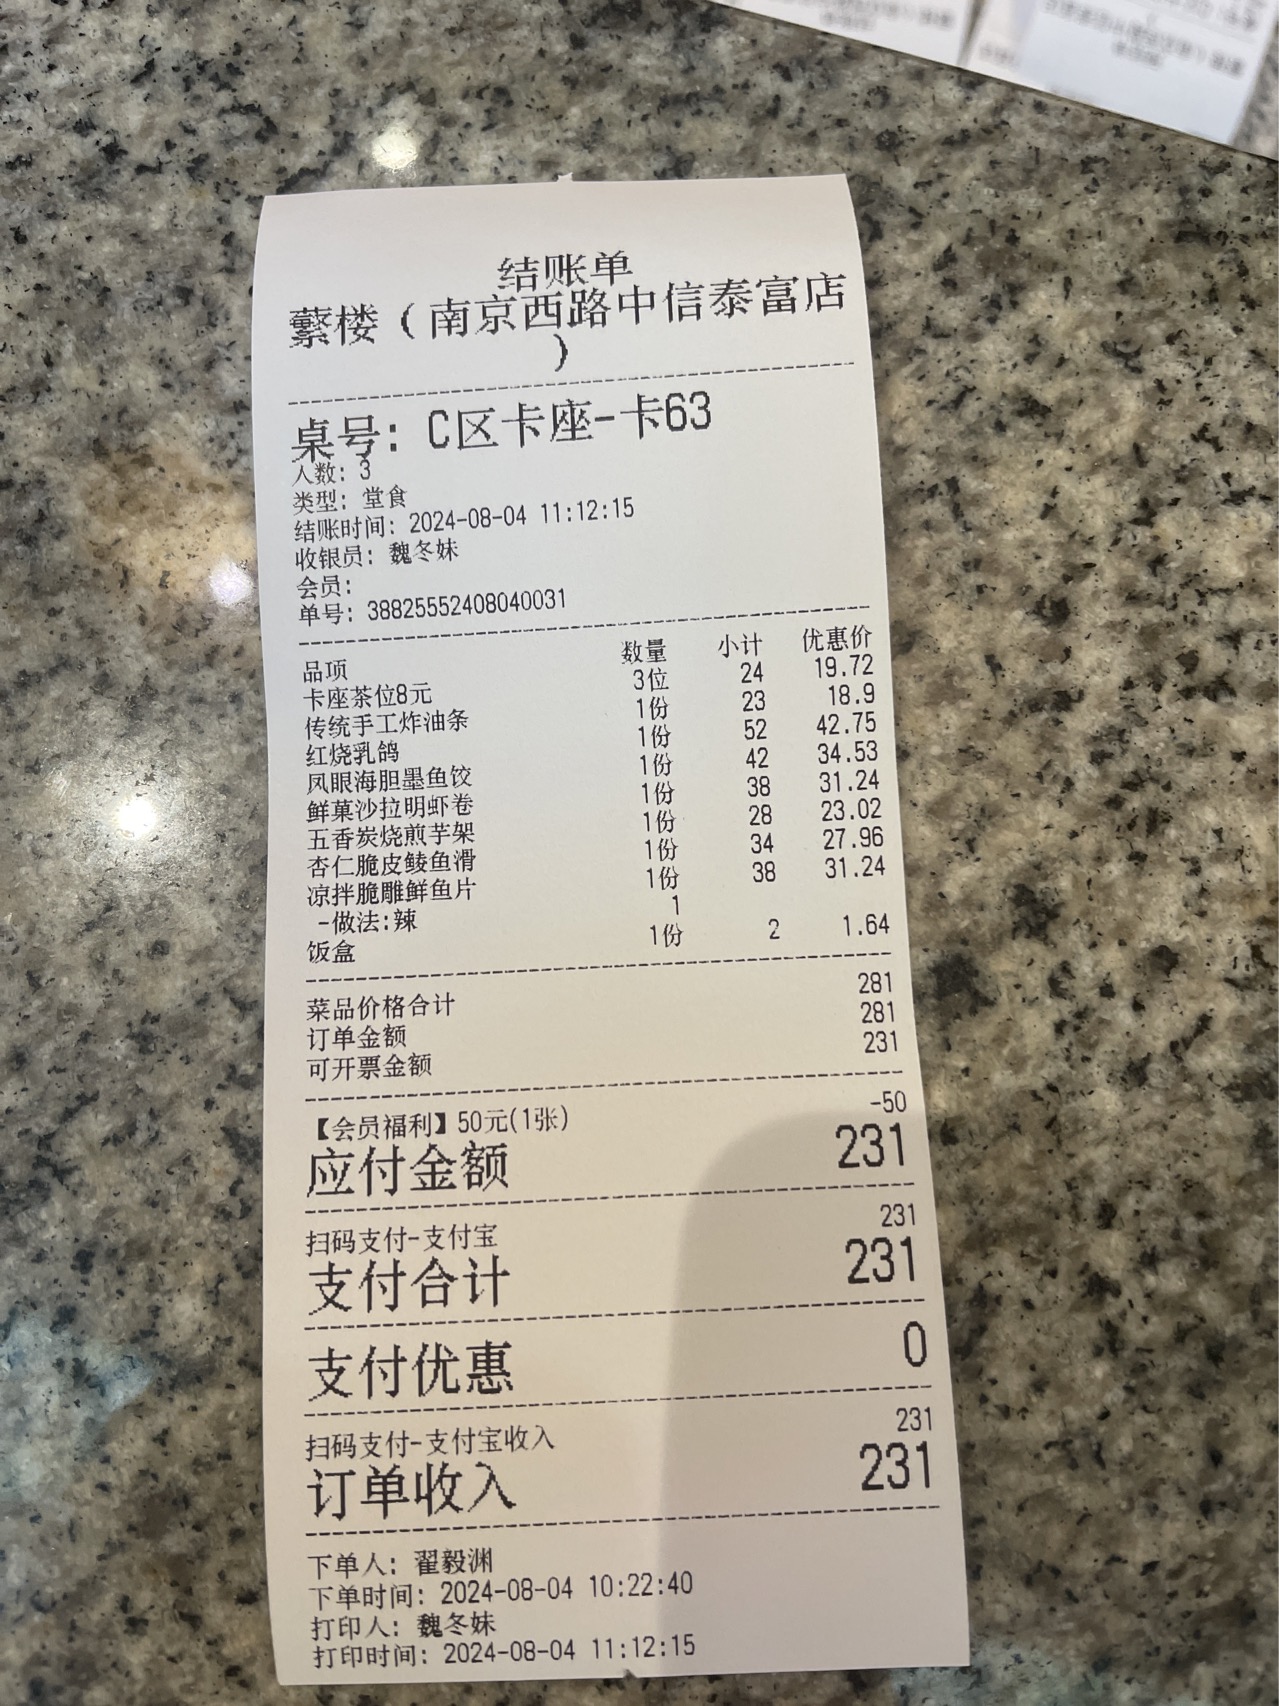 结账单
蘩楼（南京西路中信泰富店
）
桌号: C区卡座-卡63
人数: 3
类型: 堂食
结账时间: 2024-08-04 11:12:15
收银员: 魏冬妹
会员:
单号: 38825552408040031
品项 数量 小计 优惠价
卡座茶位8元 3位 24 19.72
传统手工炸油条 1份 23 18.9
红烧乳鸽 1份 52 42.75
凤眼海胆墨鱼饺 1份 42 34.53
鲜菓沙拉明虾卷 1份 38 31.24
五香炭烧煎芋架 1份 28 23.02
杏仁脆皮鲮鱼滑 1份 34 27.96
凉拌脆雕鲜鱼片 1份 38 31.24
-做法:辣 1
饭盒 1份 2 1.64
菜品价格合计 281
订单金额 281
可开票金额 231
【会员福利】50元(1张) -50
应付金额 231
扫码支付-支付宝 231
支付合计 231
支付优惠 0
扫码支付-支付宝收入 231
订单收入 231
下单人: 翟毅渊
下单时间: 2024-08-04 10:22:40
打印人: 魏冬妹
打印时间: 2024-08-04 11:12:15